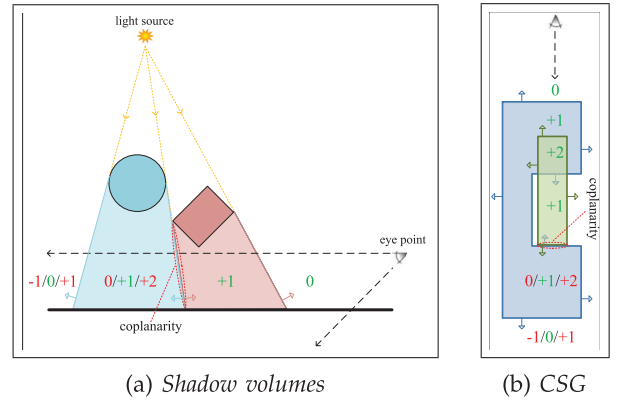 light source
eye point
-1/0/+1
0/+1/+2
+1
0
coplanarity
(a) Shadow volumes
0
+1
+2
+1
coplanarity
0/+1/+2
-1/0/+1
(b) CSG